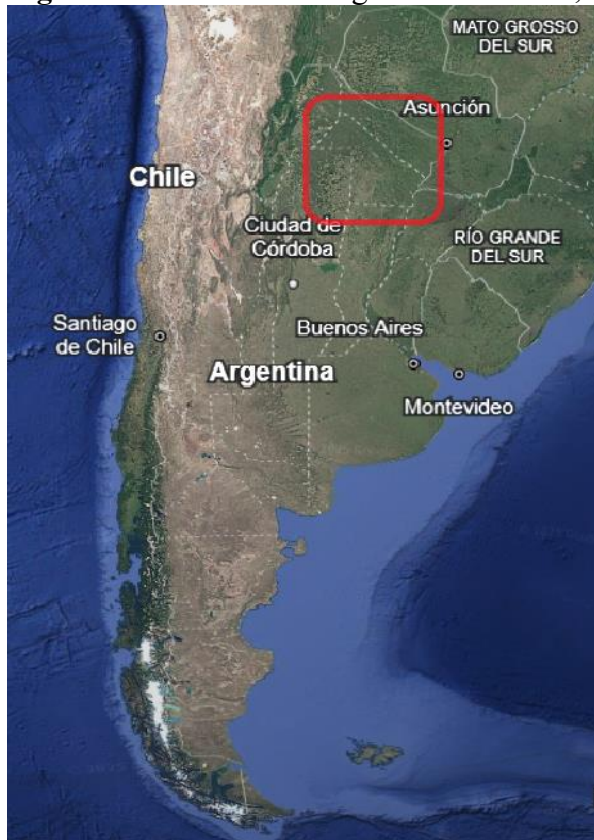 MATO GROSSO
DEL SUR
Asunción
Chile
Ciudad de
Córdoba
RÍO GRANDE
DEL SUR
Santiago
de Chile
Buenos Aires
Argentina
Montevideo